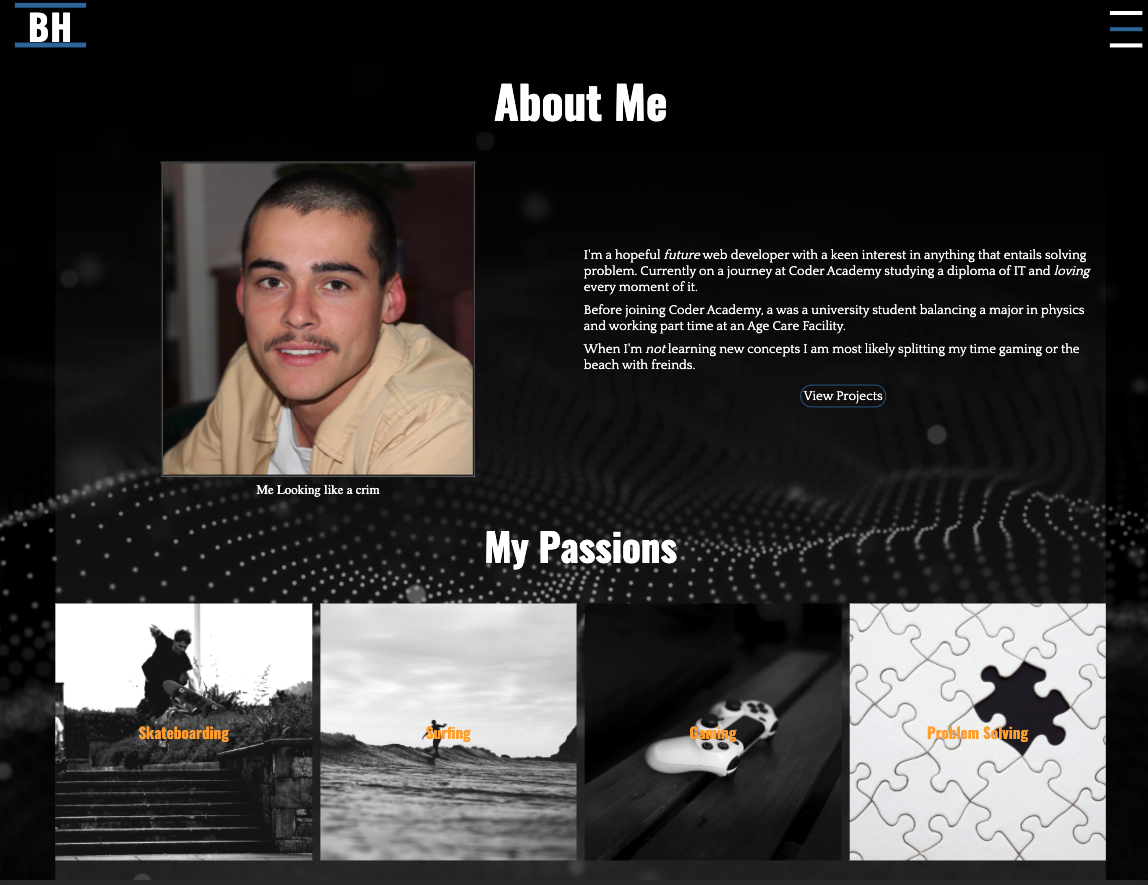 BH
About Me
I'm a hopeful future web developer with a keen interest in anything that entails solving
problem. Currently on a journey at Coder Academy studying a diploma of IT and loving
every moment of it.
Before joining Coder Academy, a was a university student balancing a major in physics
and working part time at an Age Care Facility.
When I'm not learning new concepts I am most likely splitting my time gaming or the
beach with freinds.
View Projects
Me Looking like a crim
My Passions
Skateboarding
Surfing
Gaming
Problem Solving